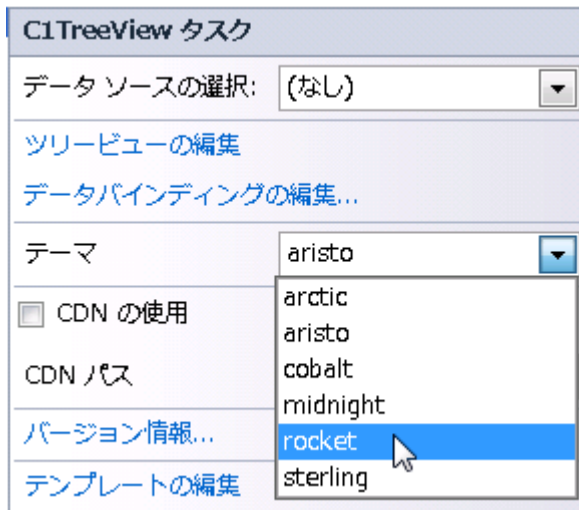 C1TreeView タスク
データ ソースの選択: (なし)
ツリービューの編集
データバインディングの編集...
テーマ aristo
arctic
aristo
CDN の使用
cobalt
CDN パス
midnight
バージョン情報...
rocket
sterling
テンプレートの編集